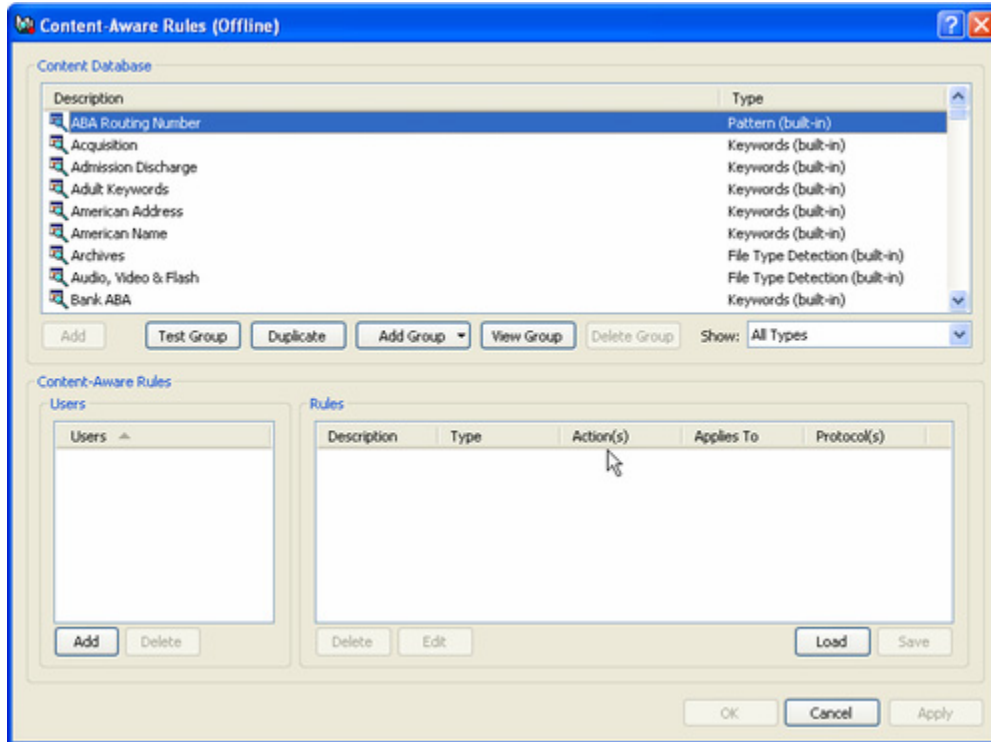 Content-Aware Rules (Offline)
Content Database
Description Type
ABA Routing Number Pattern (built-in)
Acquisition Keywords (built-in)
Admission Discharge Keywords (built-in)
Adult Keywords Keywords (built-in)
American Address Keywords (built-in)
American Name Keywords (built-in)
Archives File Type Detection (built-in)
Audio, Video & Flash File Type Detection (built-in)
Bank ABA Keywords (built-in)
Add Test Group Duplicate Add Group View Group Delete Group Show: All Types
Content-Aware Rules
Users Rules
Users Description Type Action(s) Applies To Protocol(s)
Add Delete Delete Edit Load Save
OK Cancel Apply